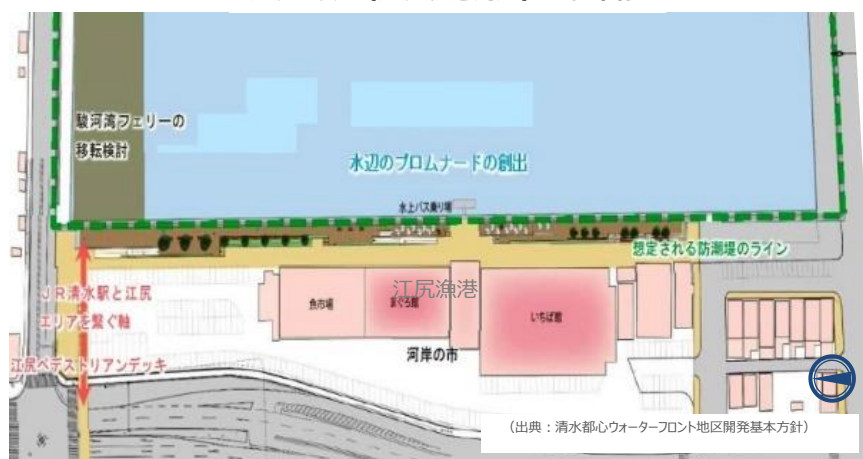 駿河湾フェリーの
移転検討
水辺のプロムナードの創出
水上バス乗り場
想定される防潮堤のライン
JR清水駅と江尻
エリアを繋ぐ軸
江尻ペデストリアンデッキ
江尻漁港
魚市場
まぐろ館
いちば館
河岸の市
（出典：清水都心ウォーターフロント地区開発基本方針）